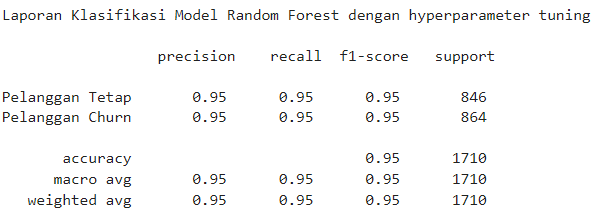 Laporan Klasifikasi Model Random Forest dengan hyperparameter tuning
precision recall f1-score support
Pelanggan Tetap 0.95 0.95 0.95 846
Pelanggan Churn 0.95 0.95 0.95 864
accuracy 0.95 1710
macro avg 0.95 0.95 0.95 1710
weighted avg 0.95 0.95 0.95 1710